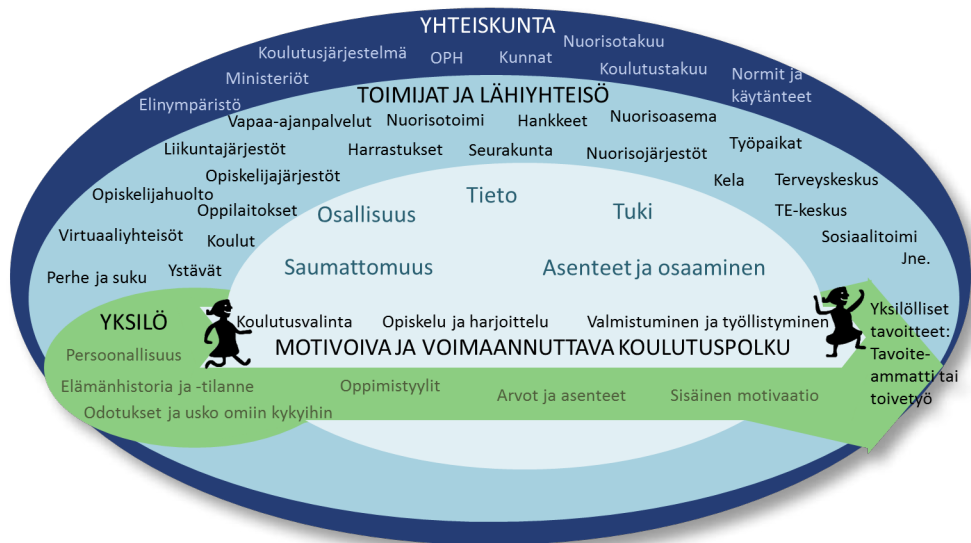 YHTEISKUNTA
Koulutusjärjestelmä
OPH
Kunnat
Nuorisotakuu
Ministeriöt
Koulutustakuu
Normit ja
käytänteet
Elinympäristö
TOIMIJAT JA LÄHIYHTEISÖ
Vapaa-ajanpalvelut
Nuorisotoimi
Hankkeet
Nuorisoasema
Liikuntajärjestöt
Harrastukset
Seurakunta
Nuorisojärjestöt
Työpaikat
Opiskelijahuolto
Opiskelijajärjestöt
Kela
Terveyskeskus
Oppilaitokset
TE-keskus
Virtuaaliyhteisöt
Koulut
Sosiaalitoimi
Jne.
Perhe ja suku
Ystävät
Osallisuus
Tieto
Tuki
Saumattomuus
Asenteet ja osaaminen
YKSILÖ
Koulutusvalinta
Opiskelu ja harjoittelu
Valmistuminen ja työllistyminen
MOTIVOIVA JA VOIMAANNUTTAVA KOULUTUSPOLKU
Persoonallisuus
Elämänhistoria ja -tilanne
Odotukset ja usko omiin kykyihin
Oppimistyylit
Arvot ja asenteet
Sisäinen motivaatio
Yksilölliset
tavoitteet:
Tavoite-
ammatti tai
toivetyö